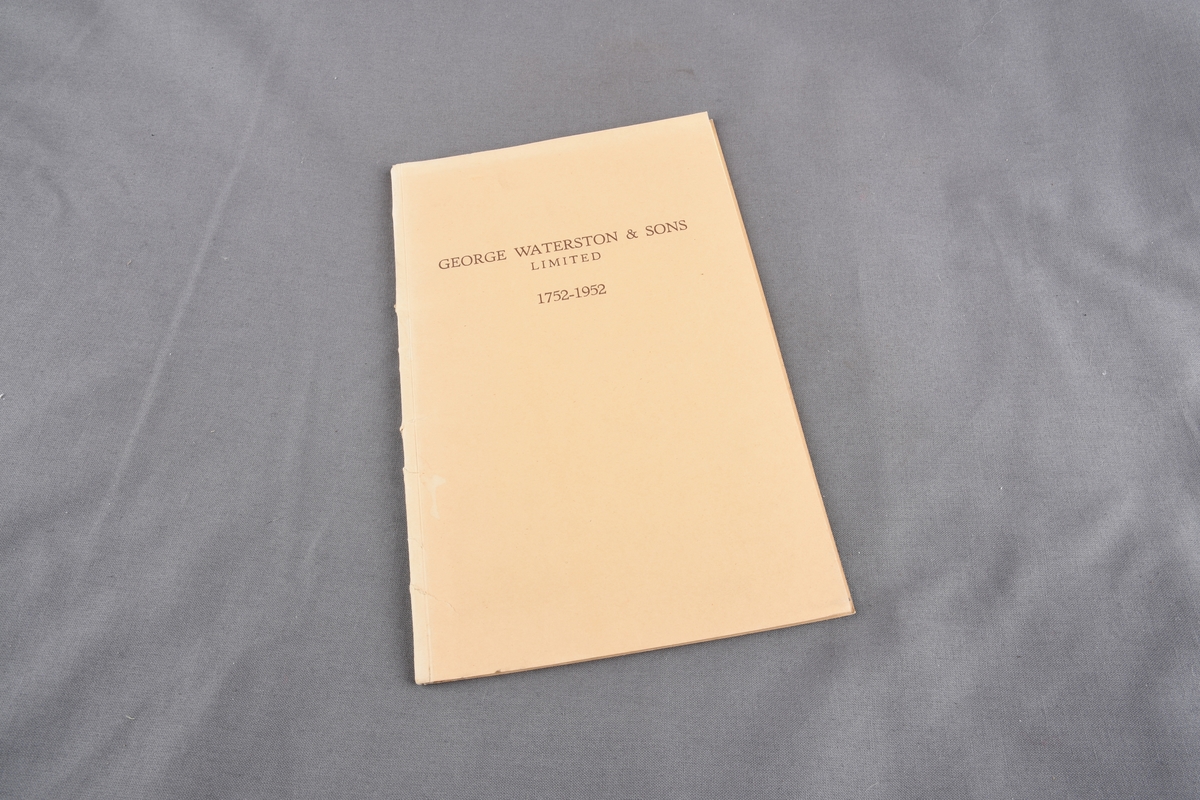 GEORGE WATERSTON & SONS
LIMITED
1752-1952